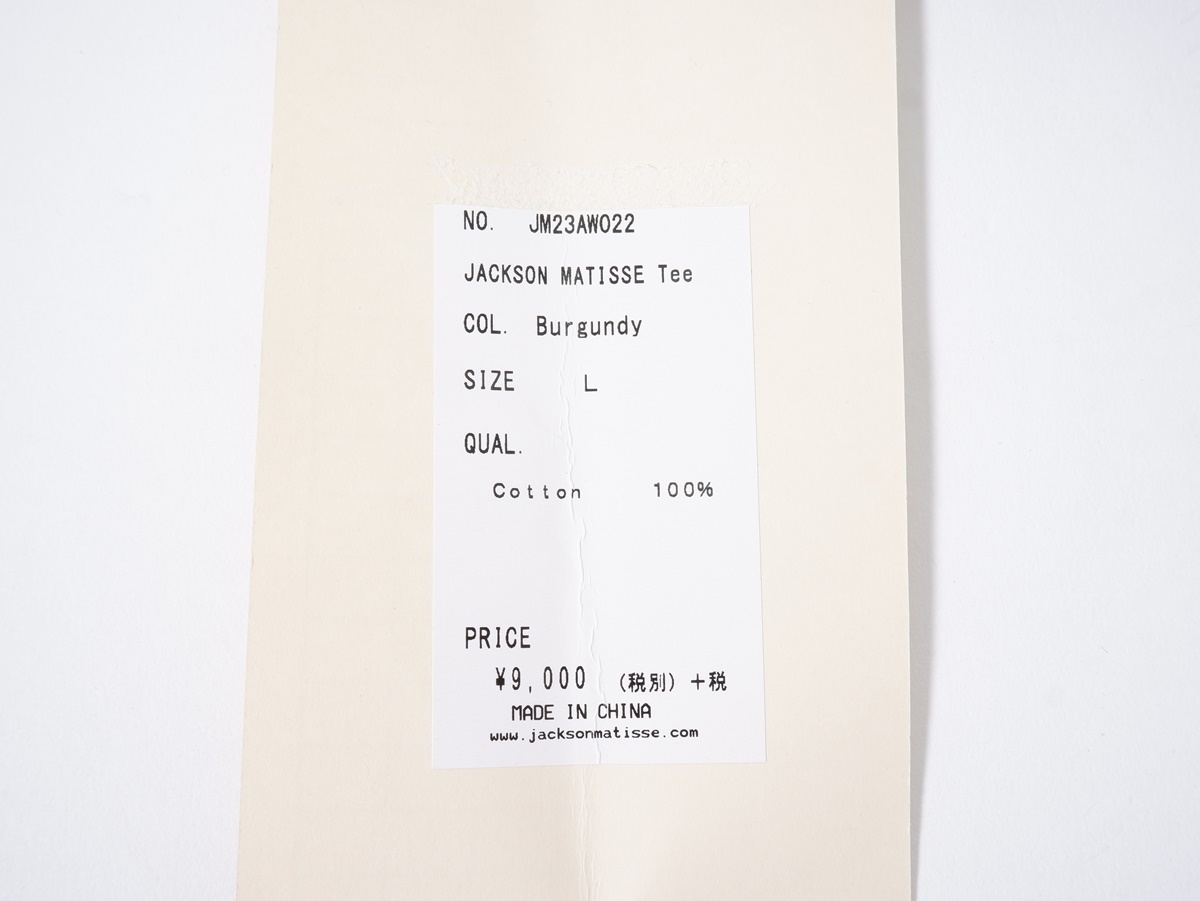 NO. JM23AW022
JACKSON MATISSE Tee
COL. Burgundy
SIZE L
QUAL.
Cotton 100%
PRICE
¥9,000 (税別)+税
MADE IN CHINA
www.jacksonmatisse.com